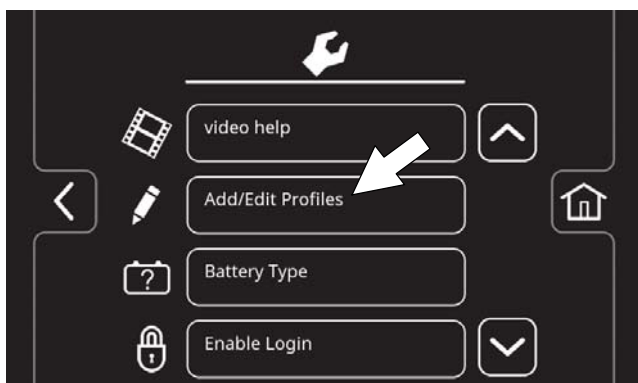 video help
Add/Edit Profiles
?
Battery Type
Enable Login